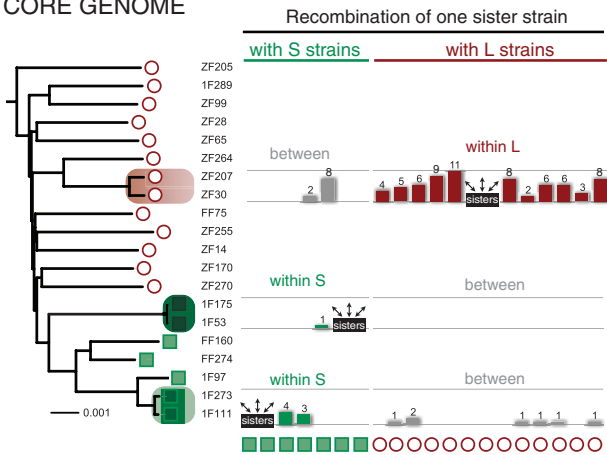 CORE GENOME
Recombination of one sister strain
with S strains with L strains
ZF205
1F289
ZF99
ZF28
ZF65
ZF264
ZF207
ZF30
FF75
ZF255
ZF14
ZF170
ZF270
1F175
1F53
FF160
FF274
1F97
1F273
1F111
0.001
between
within L
2 8
4 5 6 9 11 sisters 8 2 6 6 3 8
within S
between
1 sisters
within S
between
sisters 4 3
1 2 1 1 1 1